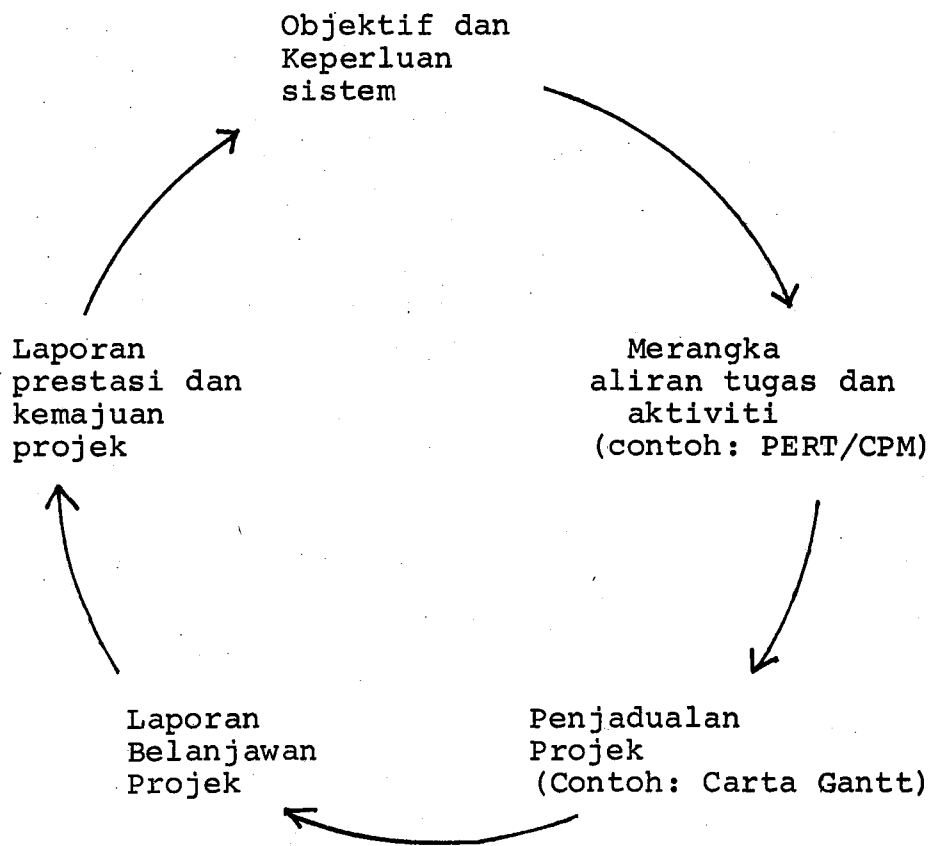 Objektif dan
Keperluan
sistem
Merangka
aliran tugas dan
aktiviti
(contoh: PERT/CPM)
Penjadualan
Projek
(Contoh: Carta Gantt)
Laporan
Belanjawan
Projek
Laporan
prestasi dan
kemajuan
projek